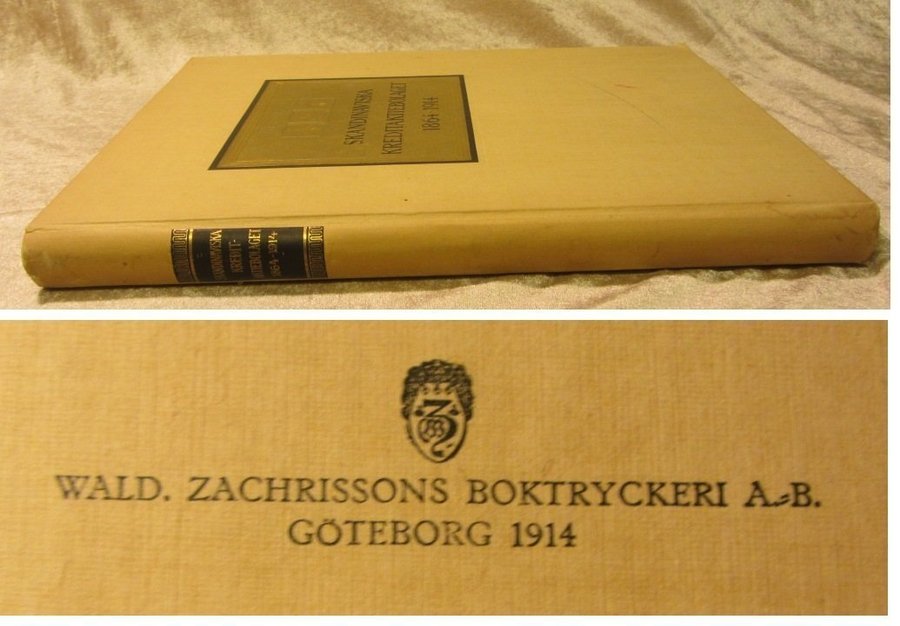 SKANDINAVISKA
KREDITAKTIEBOLAGET
1864 1914
SKANDINAVISKA
KREDIT-
AKTIEBOLAGET
1864-1914
WALD. ZACHRISSONS BOKTRYCKERI A.-B.
GÖTEBORG 1914